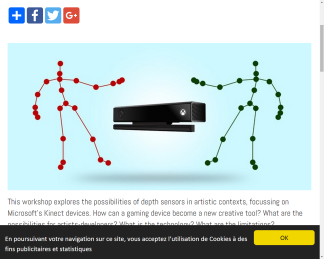 This workshop explores the possibilities of depth sensors in artistic contexts, focussing on
Microsoft's Kinect devices. How can a gaming device become a new creative tool? What are the
possibilities for artists-developers? What is the technology? What are the limitations?
En poursuivant votre navigation sur ce site, vous acceptez l'utilisation de Cookies à des
OK
fins publicitaires et statistiques